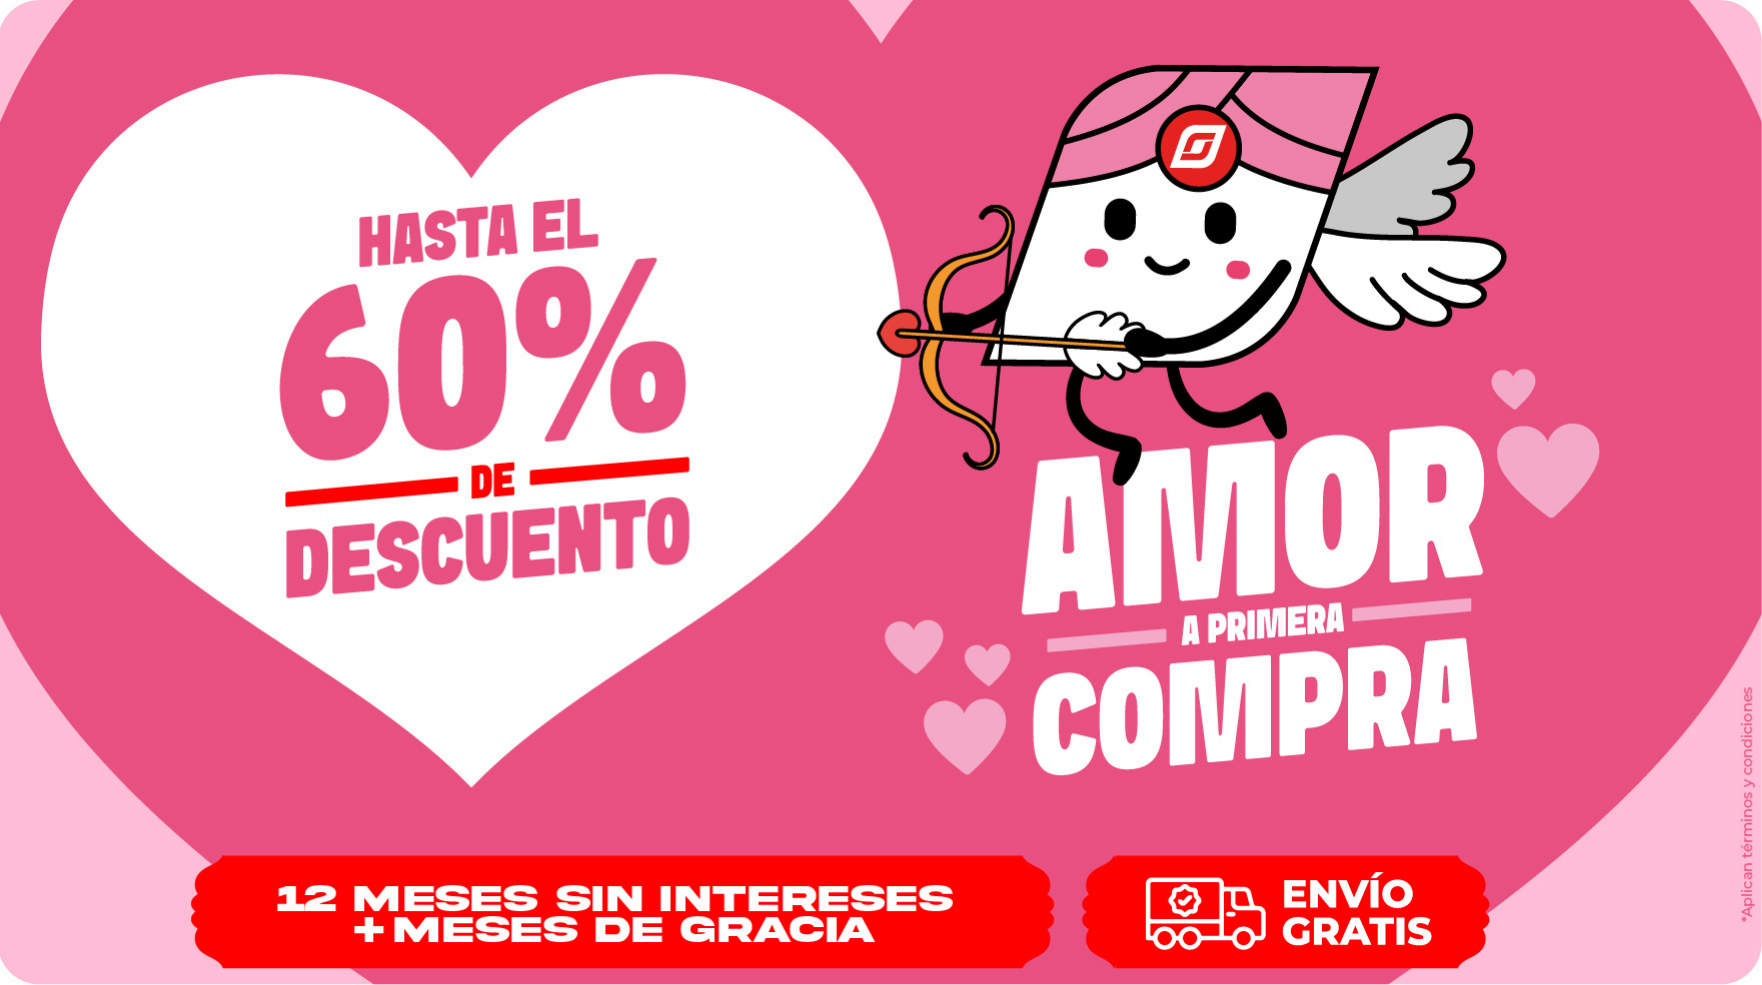 HASTA EL
60%
DE
DESCUENTO
AMOR
A PRIMERA
COMPRA
12 MESES SIN INTERESES
+MESES DE GRACIA
ENVÍO
GRATIS
*Aplican términos y condiciones